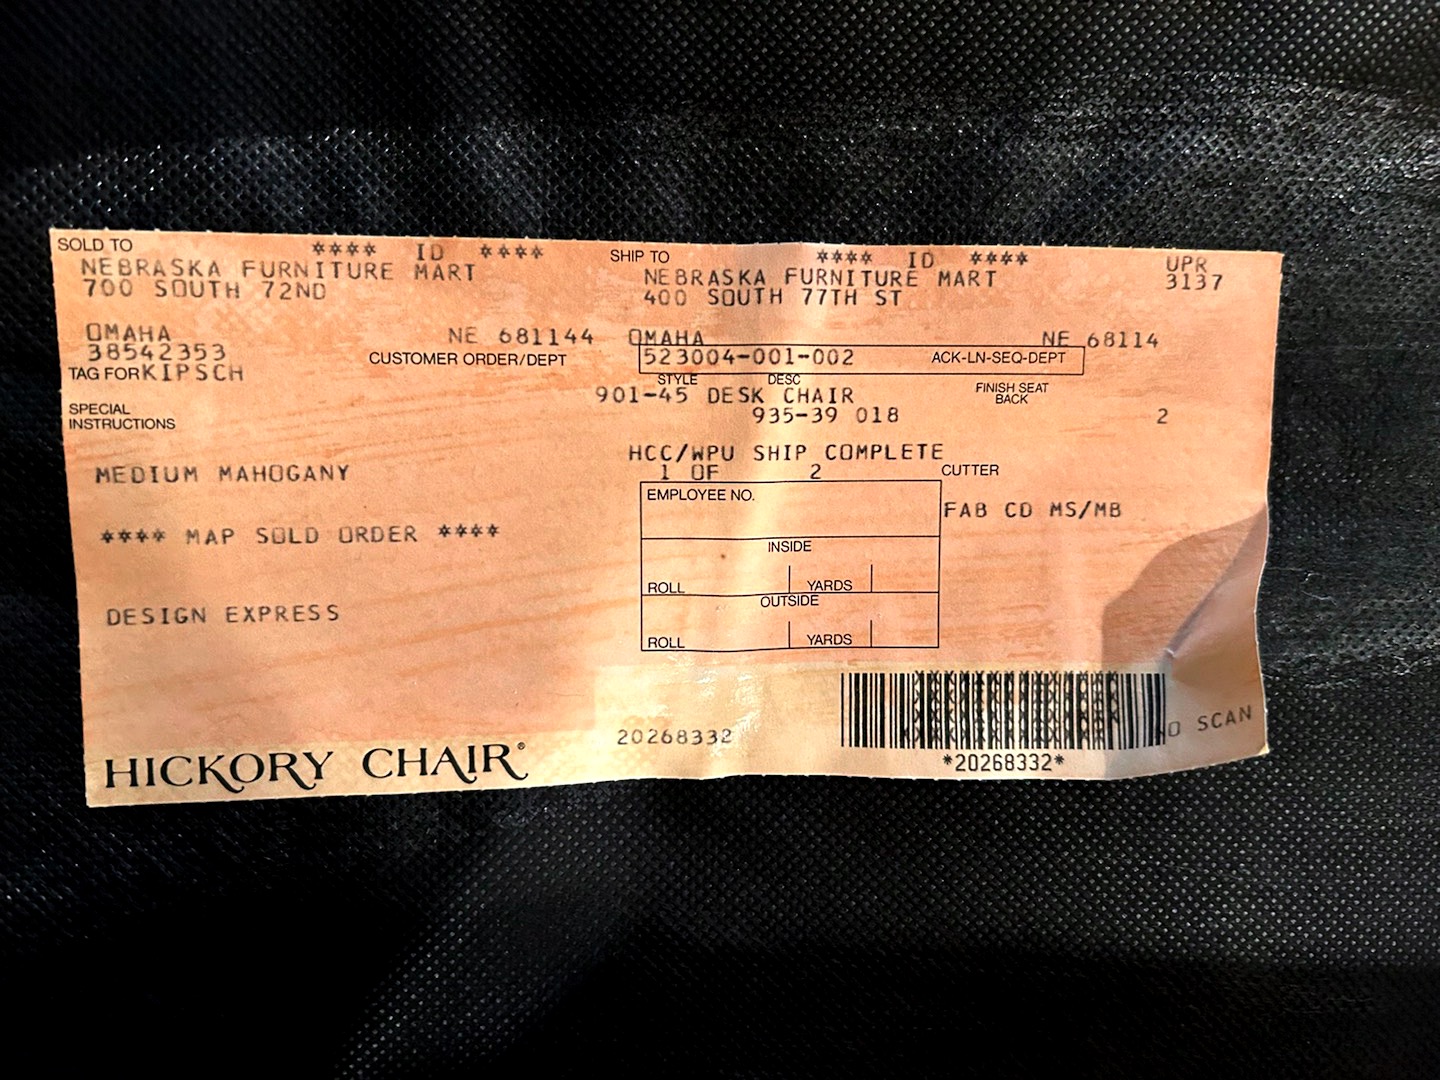 SOLD TO **** ID ****
NEBRASKA FURNITURE MART
700 SOUTH 72ND
OMAHA NE 681144
38542353
CUSTOMER ORDER/DEPT
TAG FOR KIPSCH
SPECIAL
INSTRUCTIONS
MEDIUM MAHOGANY
**** MAP SOLD ORDER ****
DESIGN EXPRESS
HICKORY CHAIR®
SHIP TO **** ID ****
NEBRASKA FURNITURE MART
400 SOUTH 77TH ST
UPR
3137
OMAHA NE 68114
523004-001-002 ACK-LN-SEQ-DEPT
STYLE DESC
FINISH SEAT
BACK
901-45 DESK CHAIR
935-39 018 2
HCC/WPU SHIP COMPLETE
1 OF 2
CUTTER
EMPLOYEE NO.
FAB CD MS/MB
INSIDE
ROLL YARDS
OUTSIDE
ROLL YARDS
20268332
SCAN
*20268332*